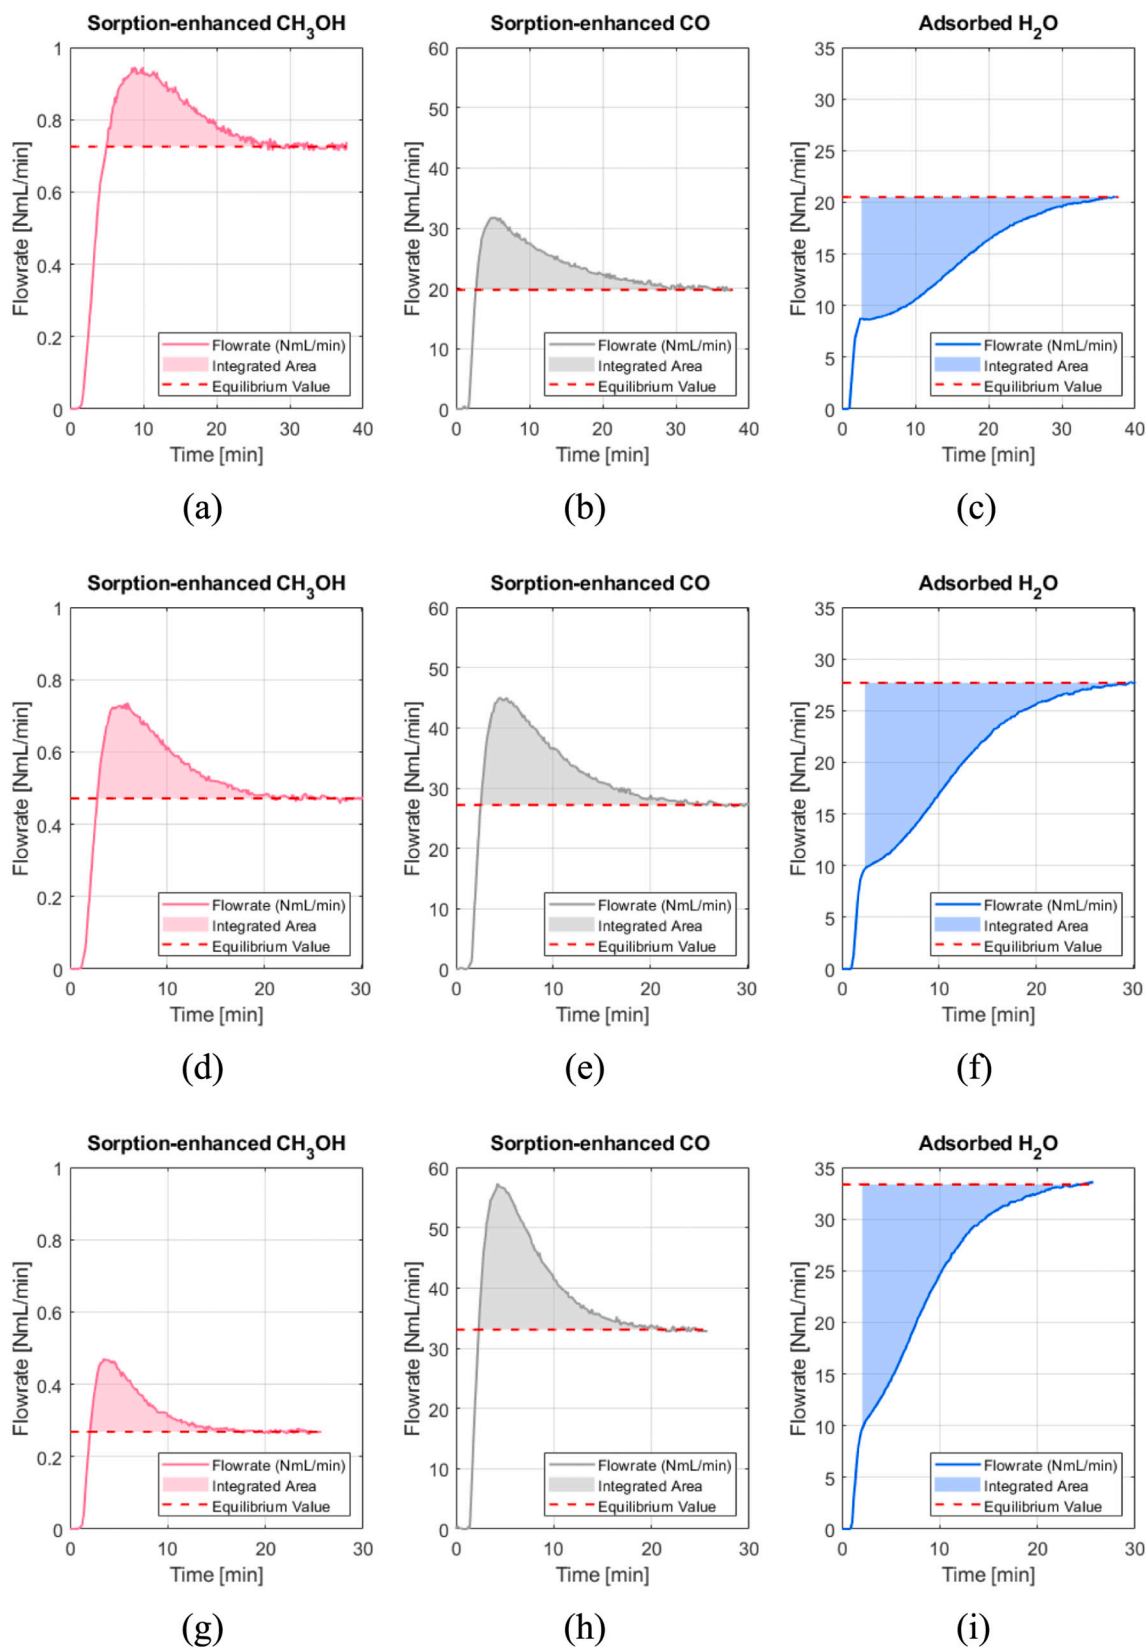 Sorption-enhanced CH3OH
Flowrate [NmL/min]
1
0.8
0.6
0.4
0.2
0
0 10 20 30 40
Time [min]
Flowrate (NmL/min)
Integrated Area
Equilibrium Value
(a)
Sorption-enhanced CO
Flowrate [NmL/min]
60
50
40
30
20
10
0
0 10 20 30 40
Time [min]
Flowrate (NmL/min)
Integrated Area
Equilibrium Value
(b)
Adsorbed H2O
Flowrate [NmL/min]
35
30
25
20
15
10
5
0
0 10 20 30 40
Time [min]
Flowrate (NmL/min)
Integrated Area
Equilibrium Value
(c)
Sorption-enhanced CH3OH
Flowrate [NmL/min]
1
0.8
0.6
0.4
0.2
0
0 10 20 30
Time [min]
Flowrate (NmL/min)
Integrated Area
Equilibrium Value
(d)
Sorption-enhanced CO
Flowrate [NmL/min]
60
50
40
30
20
10
0
0 10 20 30
Time [min]
Flowrate (NmL/min)
Integrated Area
Equilibrium Value
(e)
Adsorbed H2O
Flowrate [NmL/min]
35
30
25
20
15
10
5
0
0 10 20 30
Time [min]
Flowrate (NmL/min)
Integrated Area
Equilibrium Value
(f)
Sorption-enhanced CH3OH
Flowrate [NmL/min]
1
0.8
0.6
0.4
0.2
0
0 10 20 30
Time [min]
Flowrate (NmL/min)
Integrated Area
Equilibrium Value
(g)
Sorption-enhanced CO
Flowrate [NmL/min]
60
50
40
30
20
10
0
0 10 20 30
Time [min]
Flowrate (NmL/min)
Integrated Area
Equilibrium Value
(h)
Adsorbed H2O
Flowrate [NmL/min]
35
30
25
20
15
10
5
0
0 10 20 30
Time [min]
Flowrate (NmL/min)
Integrated Area
Equilibrium Value
(i)